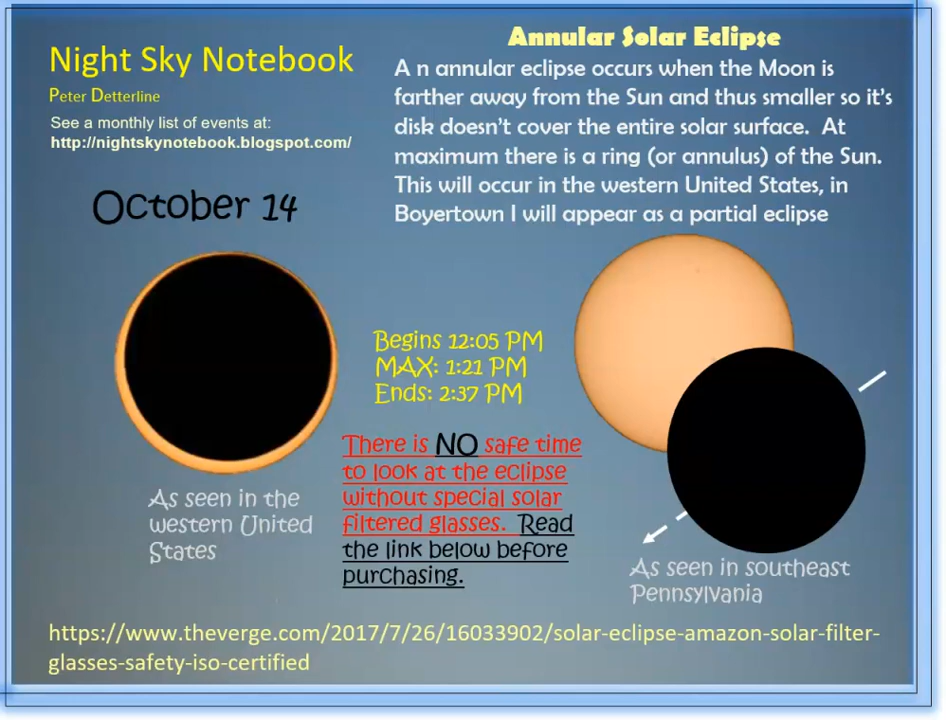 Night Sky Notebook
Peter Detterline
See a monthly list of events at:
http://nightskynotebook.blogspot.com/
October 14
Annular Solar Eclipse
A n annular eclipse occurs when the Moon is
farther away from the Sun and thus smaller so it's
disk doesn't cover the entire solar surface. At
maximum there is a ring (or annulus) of the Sun.
This will occur in the western United States, in
Boyertown I will appear as a partial eclipse
Begins 12:05 PM
MAX: 1:21 PM
Ends: 2:37 PM
There is NO safe time
to look at the eclipse
without special solar
filtered glasses. Read
the link below before
purchasing.
As seen in the
western United
States
As seen in southeast
Pennsylvania
https://www.theverge.com/2017/7/26/16033902/solar-eclipse-amazon-solar-filter-
glasses-safety-iso-certified